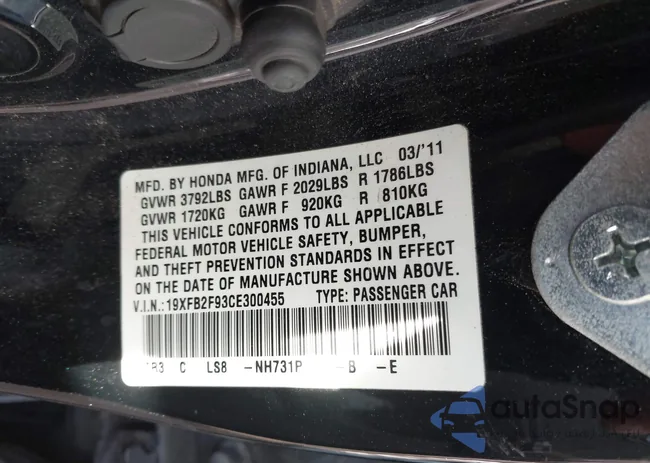 MFD. BY HONDA MFG. OF INDIANA, LLC 03/'11
GVWR 3792LBS GAWR F 2029LBS R 1786LBS
GVWR 1720KG GAWR F 920KG R 810KG
THIS VEHICLE CONFORMS TO ALL APPLICABLE
FEDERAL MOTOR VEHICLE SAFETY, BUMPER,
AND THEFT PREVENTION STANDARDS IN EFFECT
ON THE DATE OF MANUFACTURE SHOWN ABOVE.
V.I.N.:19XFB2F93CE300455 TYPE: PASSENGER CAR
C LS8 -NH731P -B -E
autoSnap